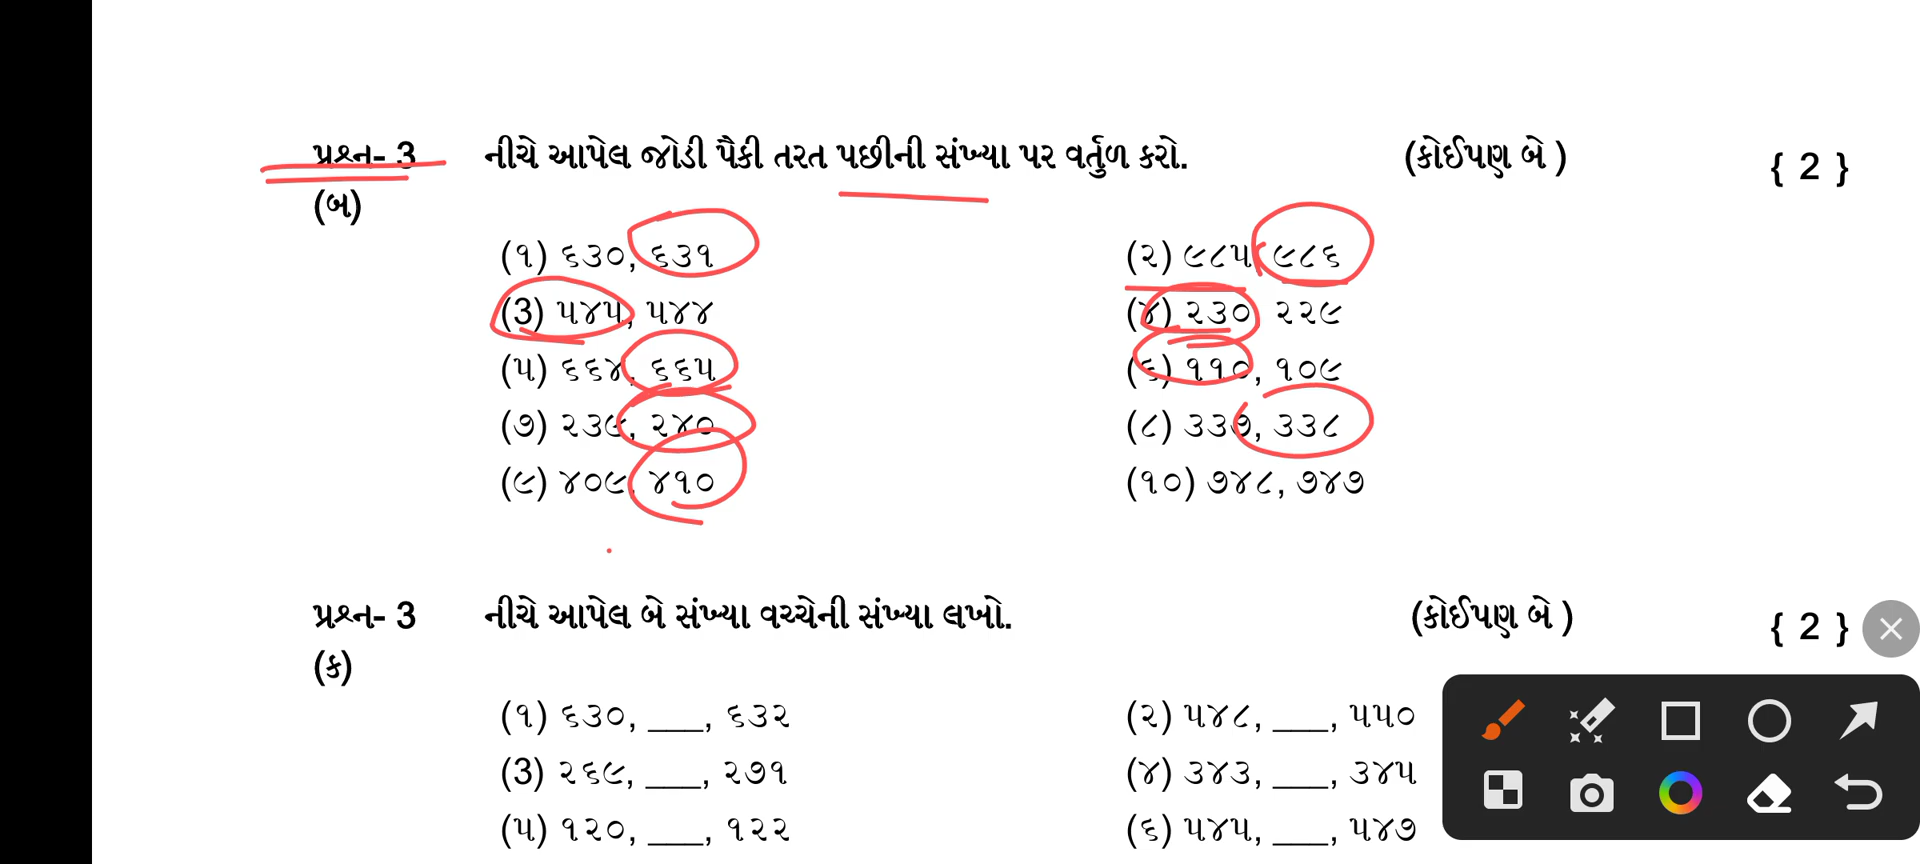 પ્રશ્ન- 3 નીચે આપેલ જોડી પૈકી તરત પછીની સંખ્યા પર વર્તુળ કરો. (કોઈપણ બે ) { 2 }
(બ)
(૧) ૬૩૦, ૬૩૧ (૨) ૯૮૫, ૯૮૬
(3) ૫૪૫, ૫૪૪ (૪) ૨૩૦, ૨૨૯
(૫) ૬૬૪, ૬૬૫ (૬) ૧૧૦, ૧૦૯
(૭) ૨૩૯, ૨૪૦ (૮) ૩૩૭, ૩૩૮
(૯) ૪૦૯, ૪૧૦ (૧૦) ૭૪૮, ૭૪૭
પ્રશ્ન- 3 નીચે આપેલ બે સંખ્યા વચ્ચેની સંખ્યા લખો. (કોઈપણ બે ) { 2 }
(ક)
(૧) ૬૩૦, ___, ૬૩૨ (૨) ૫૪૮, ___, ૫૫૦
(3) ૨૬૯, ___, ૨૭૧ (૪) ૩૪૩, ___, ૩૪૫
(૫) ૧૨૦, ___, ૧૨૨ (૬) ૫૪૫, ___, ૫૪૭